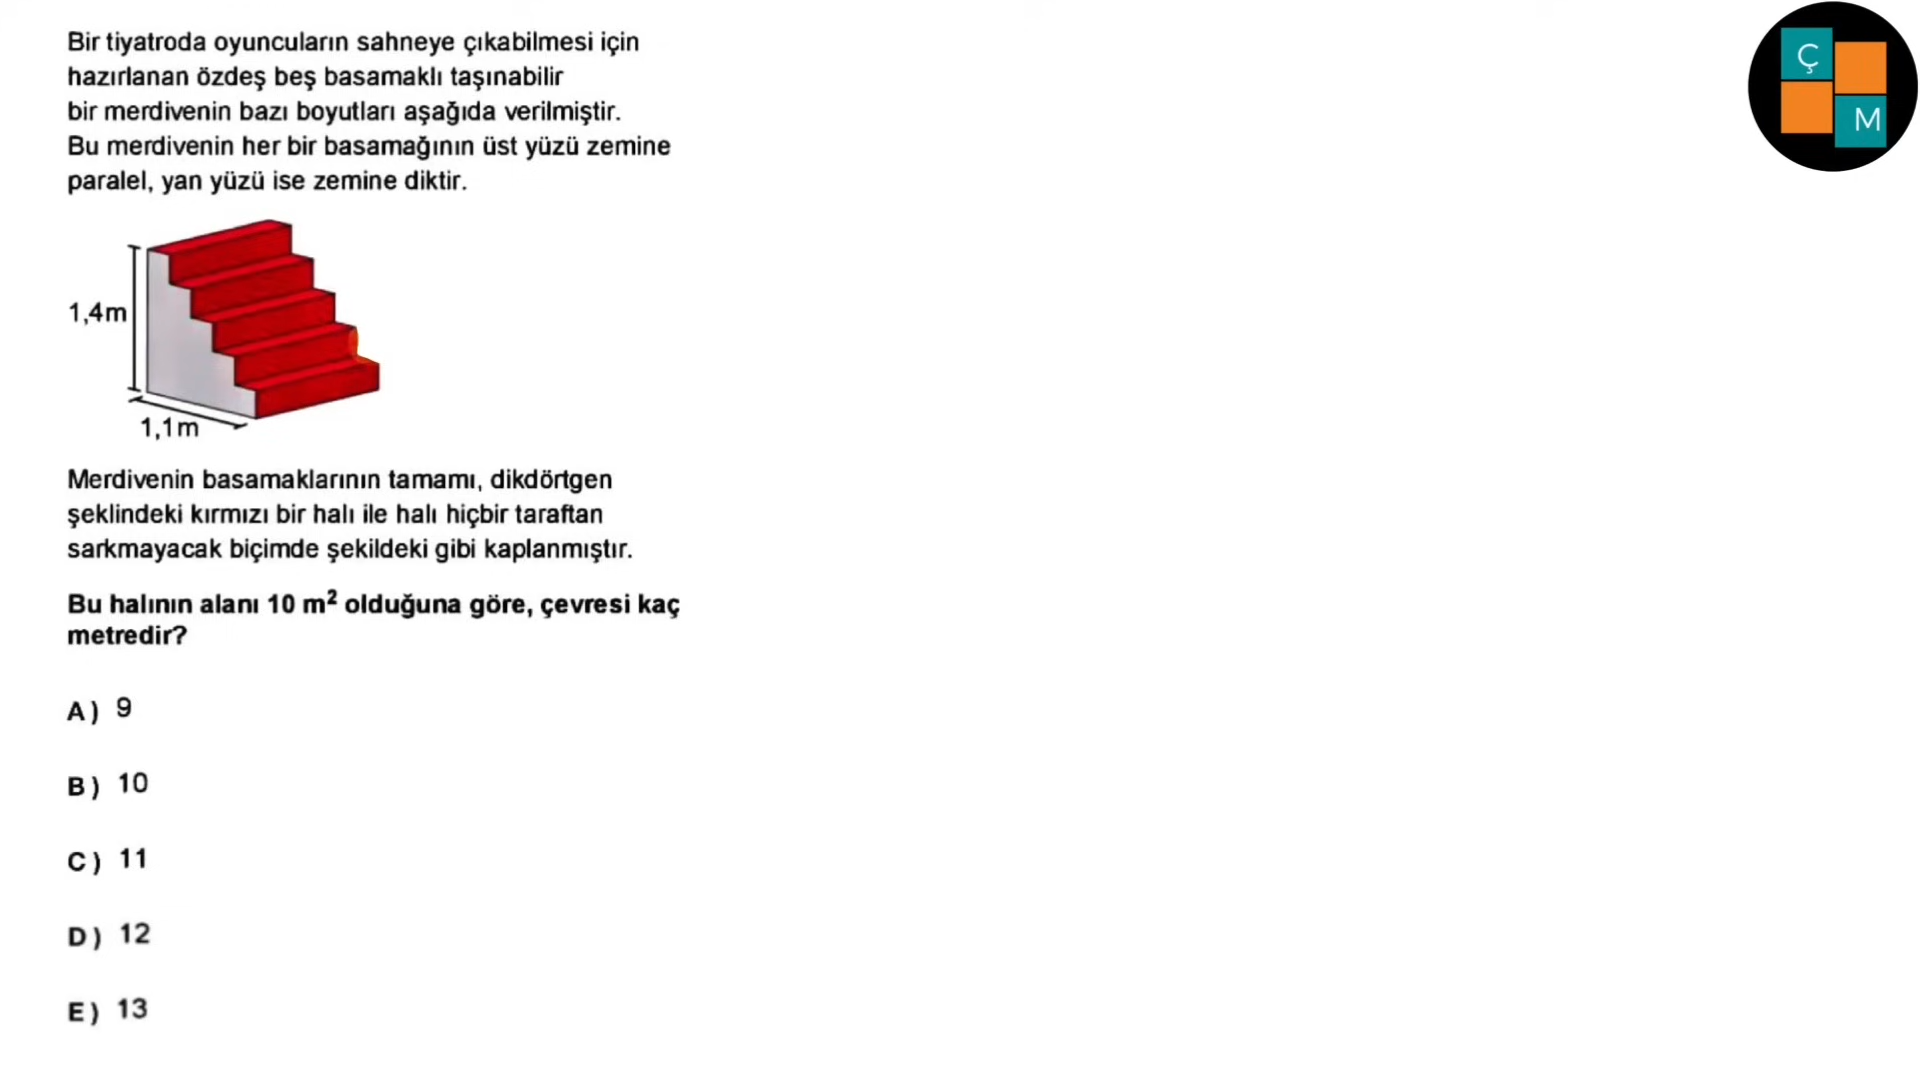 Bir tiyatroda oyuncuların sahneye çıkabilmesi için
hazırlanan özdeş beş basamaklı taşınabilir
bir merdivenin bazı boyutları aşağıda verilmiştir.
Bu merdivenin her bir basamağının üst yüzü zemine
paralel, yan yüzü ise zemine diktir.
1,4m
1,1m
Merdivenin basamaklarının tamamı, dikdörtgen
şeklindeki kırmızı bir halı ile halı hiçbir taraftan
sarkmayacak biçimde şekildeki gibi kaplanmıştır.
Bu halının alanı 10 m² olduğuna göre, çevresi kaç
metredir?
A) 9
B) 10
C) 11
D) 12
E) 13
Ç
M